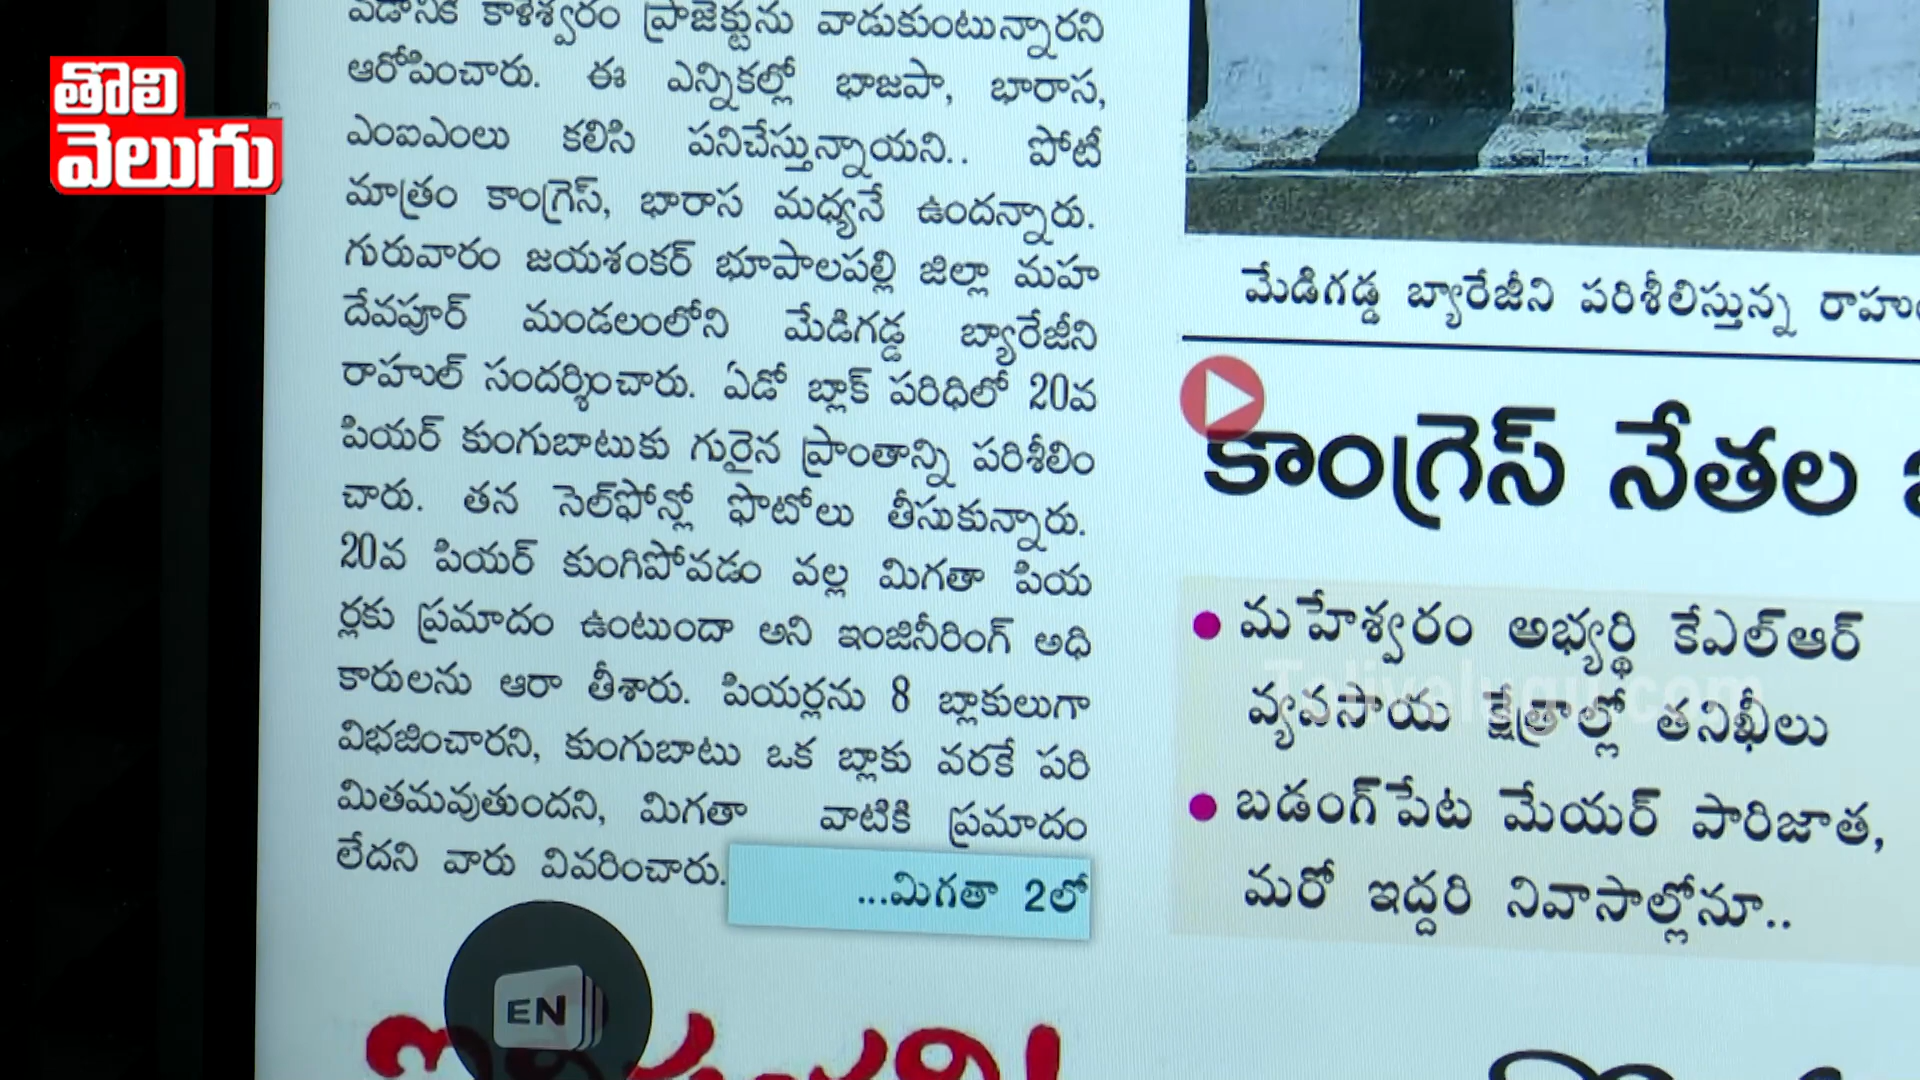 తొలి
వెలుగు
కాళేశ్వరం ప్రాజెక్టును వాడుకుంటున్నారని
ఆరోపించారు. ఈ ఎన్నికల్లో భాజపా, భారాస,
ఎంఐఎంలు కలిసి పనిచేస్తున్నాయని.. పోటీ
మాత్రం కాంగ్రెస్, భారాస మధ్యనే ఉందన్నారు.
గురువారం జయశంకర్ భూపాలపల్లి జిల్లా మహ
దేవపూర్ మండలంలోని మేడిగడ్డ బ్యారేజీని
రాహుల్ సందర్శించారు. ఏడో బ్లాక్ పరిధిలో 20వ
పియర్ కుంగుబాటుకు గురైన ప్రాంతాన్ని పరిశీలిం
చారు. తన సెల్‌ఫోన్లో ఫొటోలు తీసుకున్నారు.
20వ పియర్ కుంగిపోవడం వల్ల మిగతా పియ
ర్లకు ప్రమాదం ఉంటుందా అని ఇంజినీరింగ్ అధి
కారులను ఆరా తీశారు. పియర్లను 8 బ్లాకులుగా
విభజించారని, కుంగుబాటు ఒక బ్లాకు వరకే పరి
మితమవుతుందని, మిగతా వాటికి ప్రమాదం
లేదని వారు వివరించారు.
...మిగతా 2లో
EN
మేడిగడ్డ బ్యారేజీని పరిశీలిస్తున్న
కాంగ్రెస్ నేతల
• మహేశ్వరం అభ్యర్థి కేఎల్ఆర్
వ్యవసాయ క్షేత్రాల్లో తనిఖీలు
• బడంగ్‌పేట మేయర్ పారిజాత,
మరో ఇద్దరి నివాసాల్లోనూ..
Tolivelugu.com